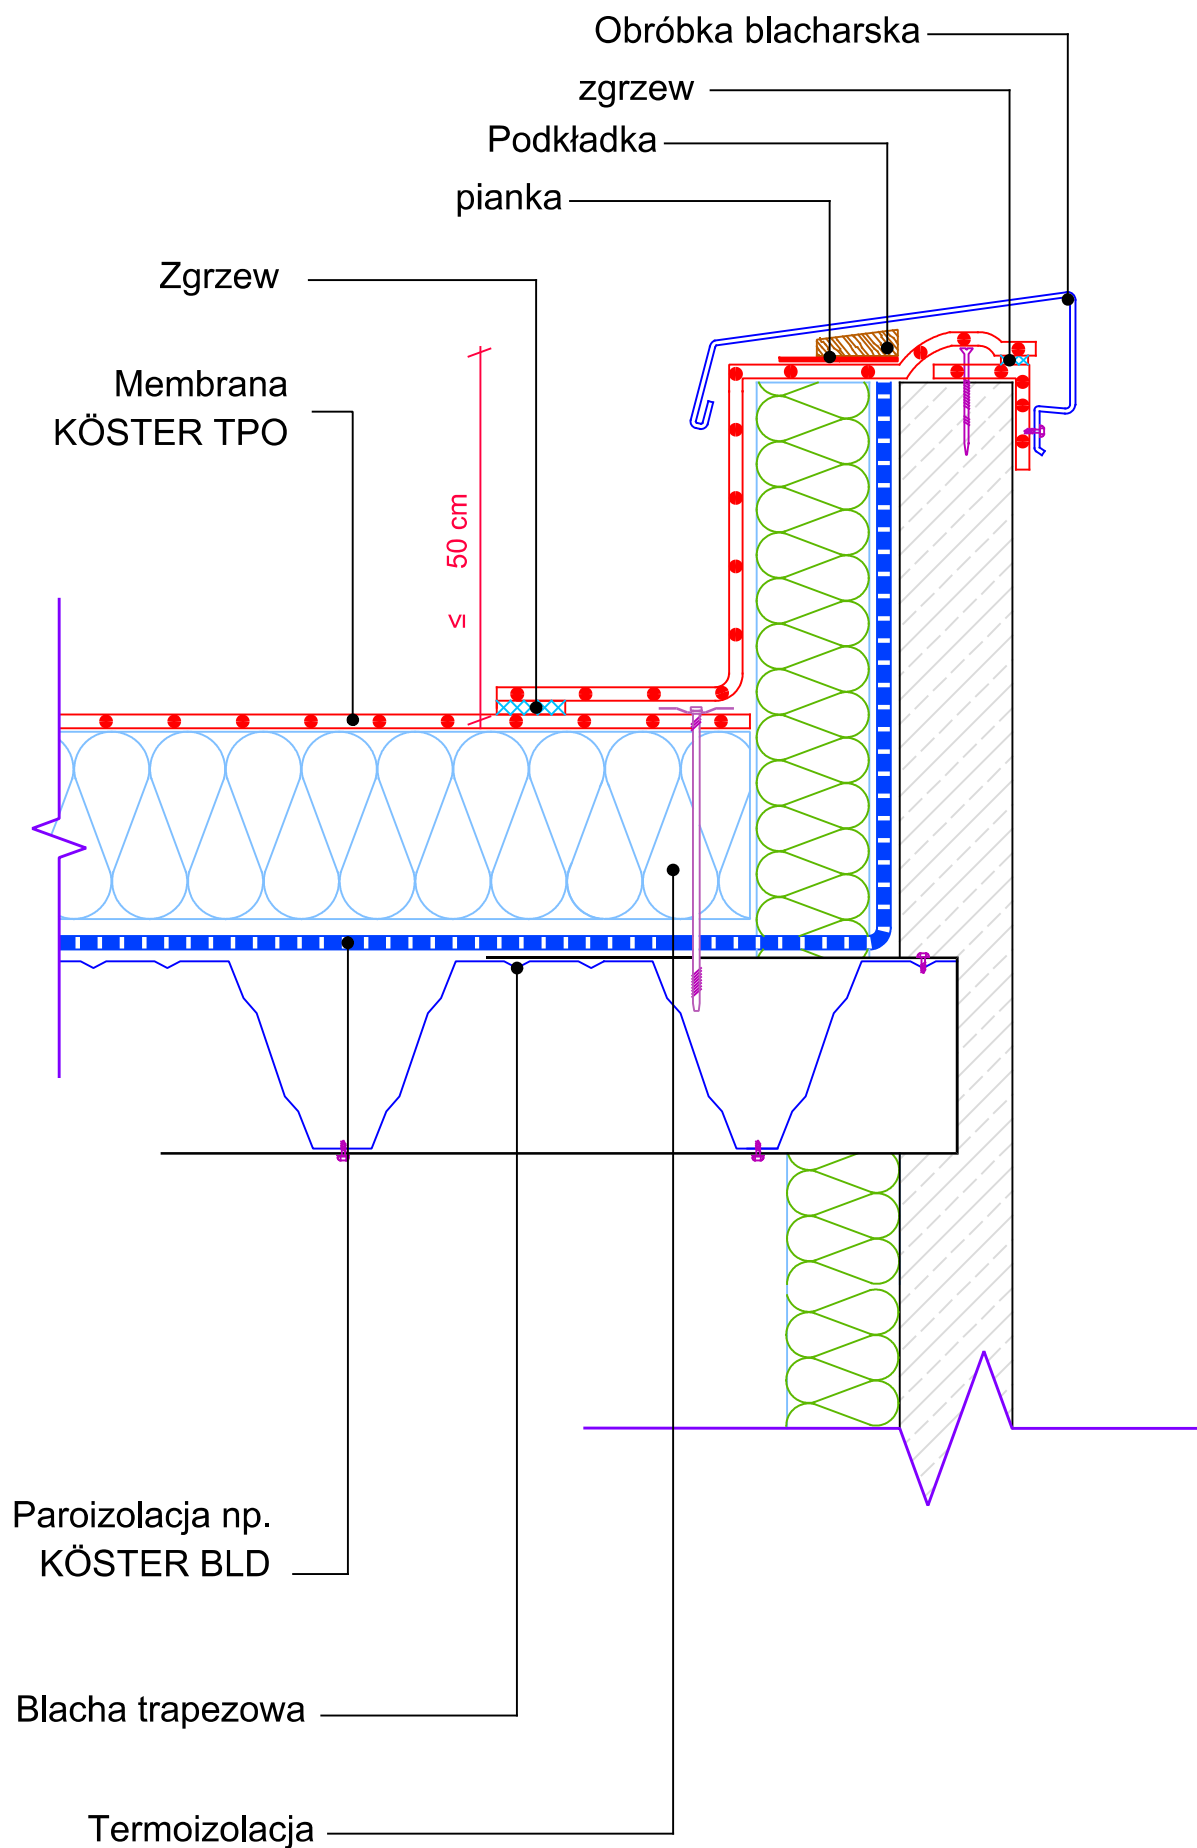 Obróbka blacharska
zgrzew
Podkładka
pianka
Zgrzew
Membrana
KÖSTER TPO
≤ 50 cm
Paroizolacja np.
KÖSTER BLD
Blacha trapezowa
Termoizolacja